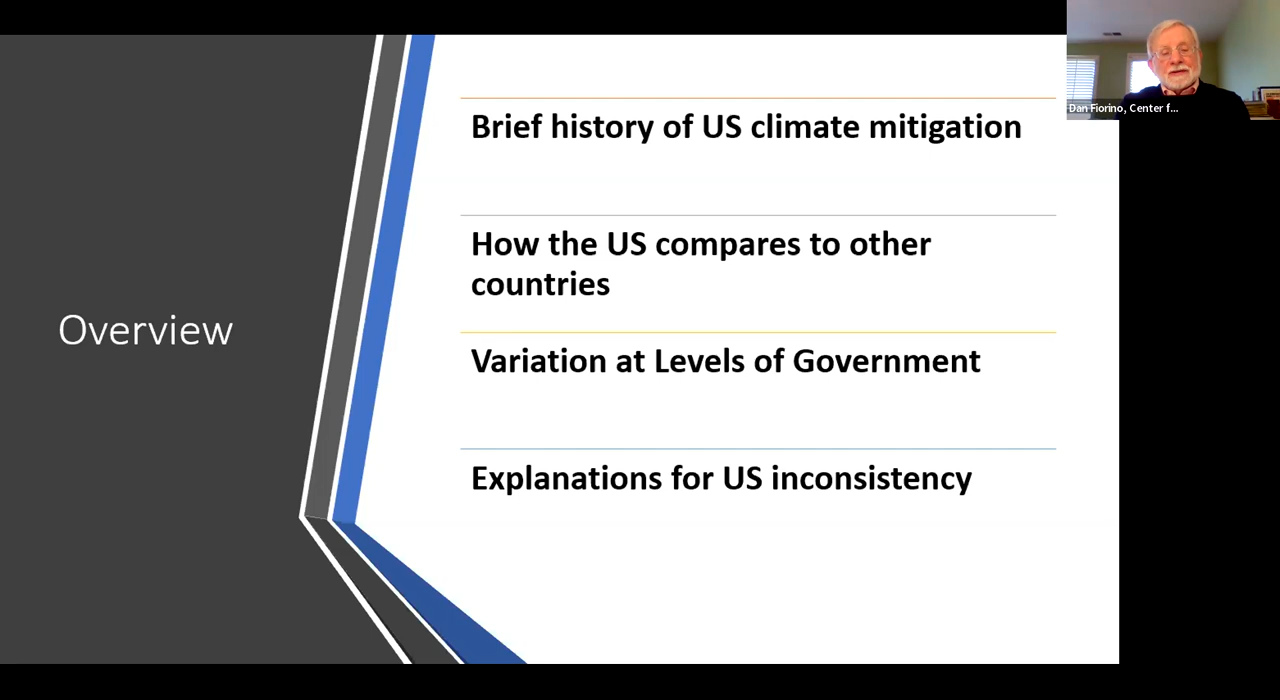 Overview
Brief history of US climate mitigation
How the US compares to other
countries
Variation at Levels of Government
Explanations for US inconsistency
Dan Fiorino, Center f...